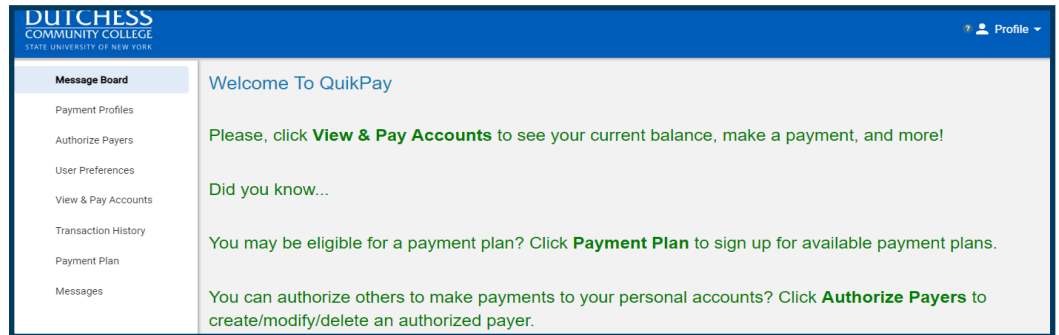 DUTCHESS
COMMUNITY COLLEGE
STATE UNIVERSITY OF NEW YORK
? Profile
Message Board
Payment Profiles
Authorize Payers
User Preferences
View & Pay Accounts
Transaction History
Payment Plan
Messages
Welcome To QuikPay
Please, click View & Pay Accounts to see your current balance, make a payment, and more!
Did you know...
You may be eligible for a payment plan? Click Payment Plan to sign up for available payment plans.
You can authorize others to make payments to your personal accounts? Click Authorize Payers to
create/modify/delete an authorized payer.